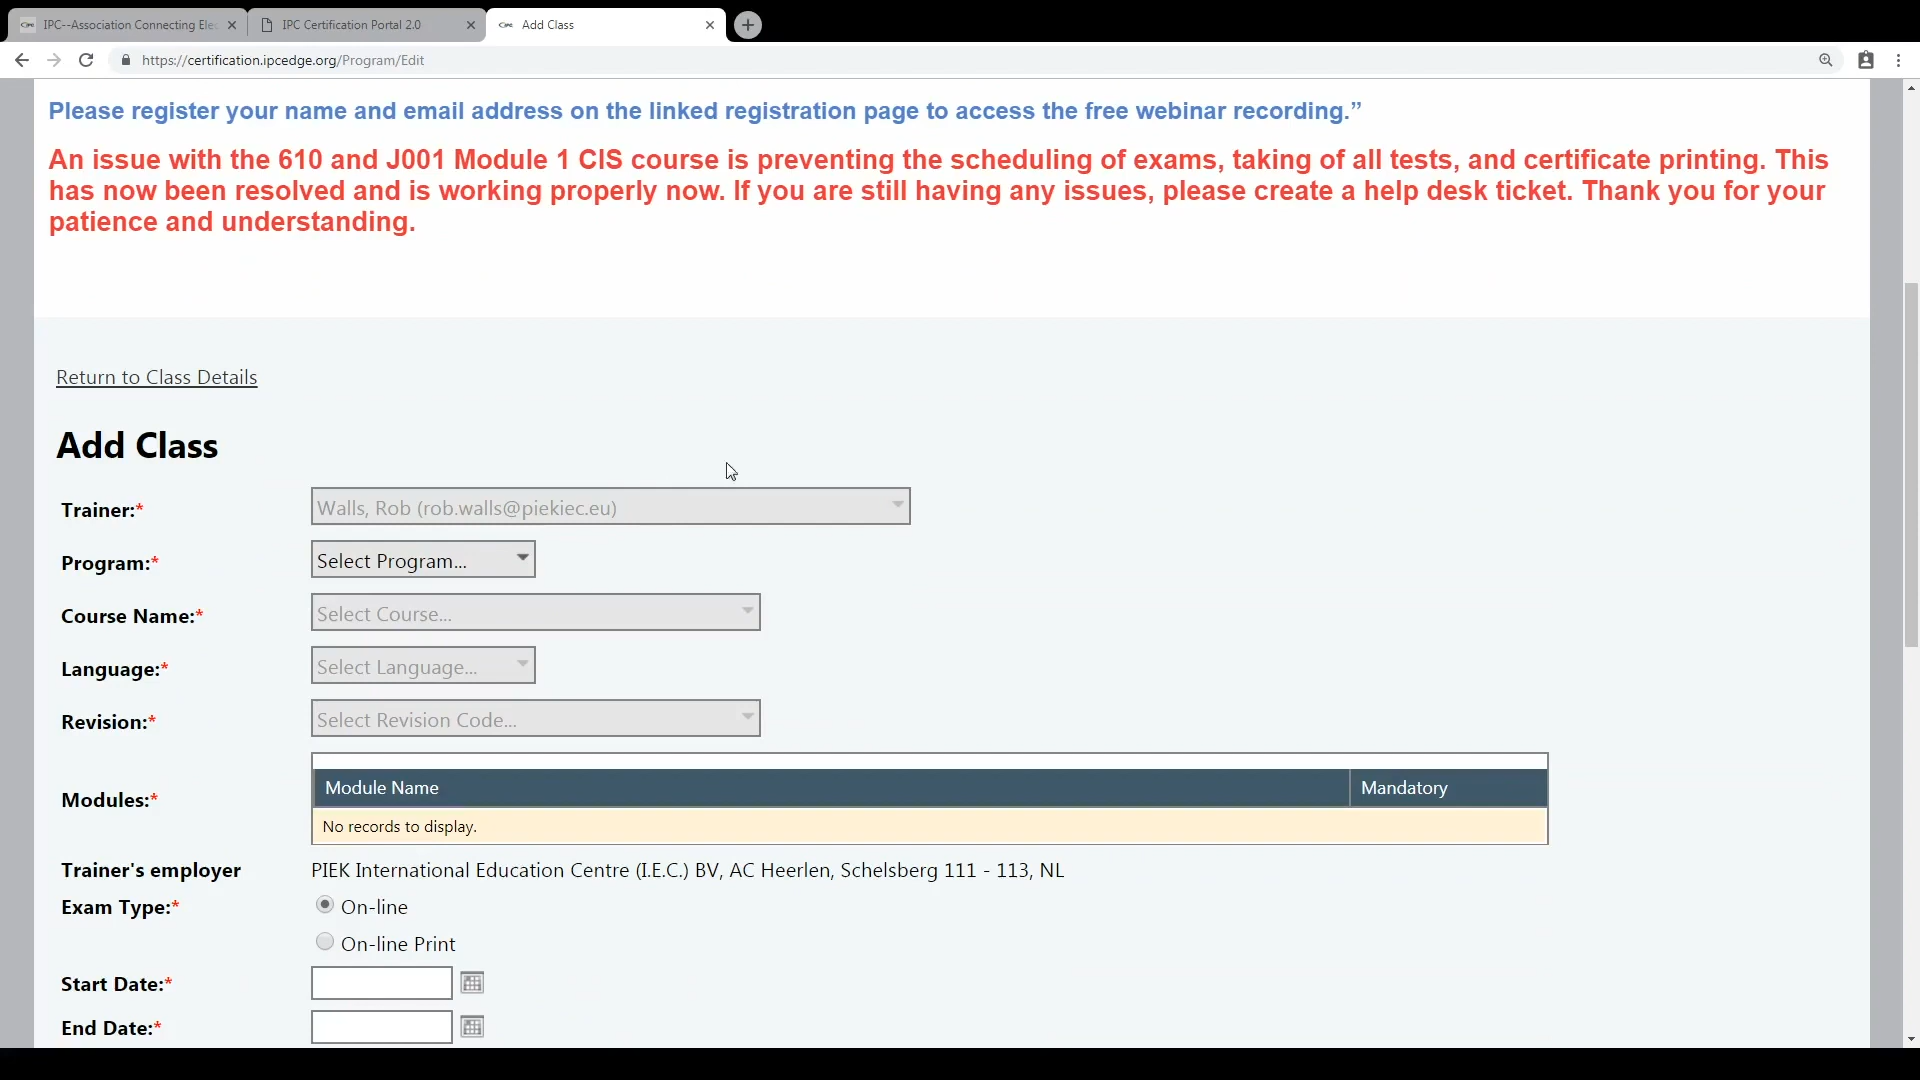 IPC--Association Connecting Elec
IPC Certification Portal 2.0
Add Class
https://certification.ipcedge.org/Program/Edit
Please register your name and email address on the linked registration page to access the free webinar recording.”
An issue with the 610 and J001 Module 1 CIS course is preventing the scheduling of exams, taking of all tests, and certificate printing. This
has now been resolved and is working properly now. If you are still having any issues, please create a help desk ticket. Thank you for your
patience and understanding.
Return to Class Details
Add Class
Trainer:* Walls, Rob (rob.walls@piekiec.eu)
Program:* Select Program...
Course Name:* Select Course...
Language:* Select Language...
Revision:* Select Revision Code...
Module Name Mandatory
Modules:*
No records to display.
Trainer's employer PIEK International Education Centre (I.E.C.) BV, AC Heerlen, Schelsberg 111 - 113, NL
Exam Type:* On-line
On-line Print
Start Date:*
End Date:*